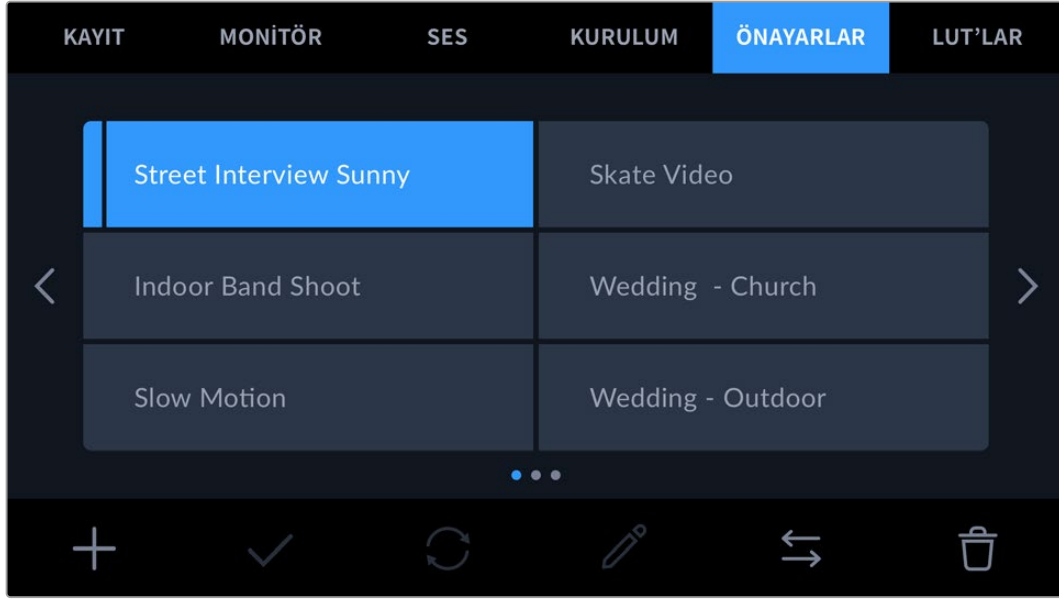 KAYIT MONİTÖR SES KURULUM ÖNAYARLAR LUT’LAR
Street Interview Sunny Skate Video
Indoor Band Shoot Wedding - Church
Slow Motion Wedding - Outdoor